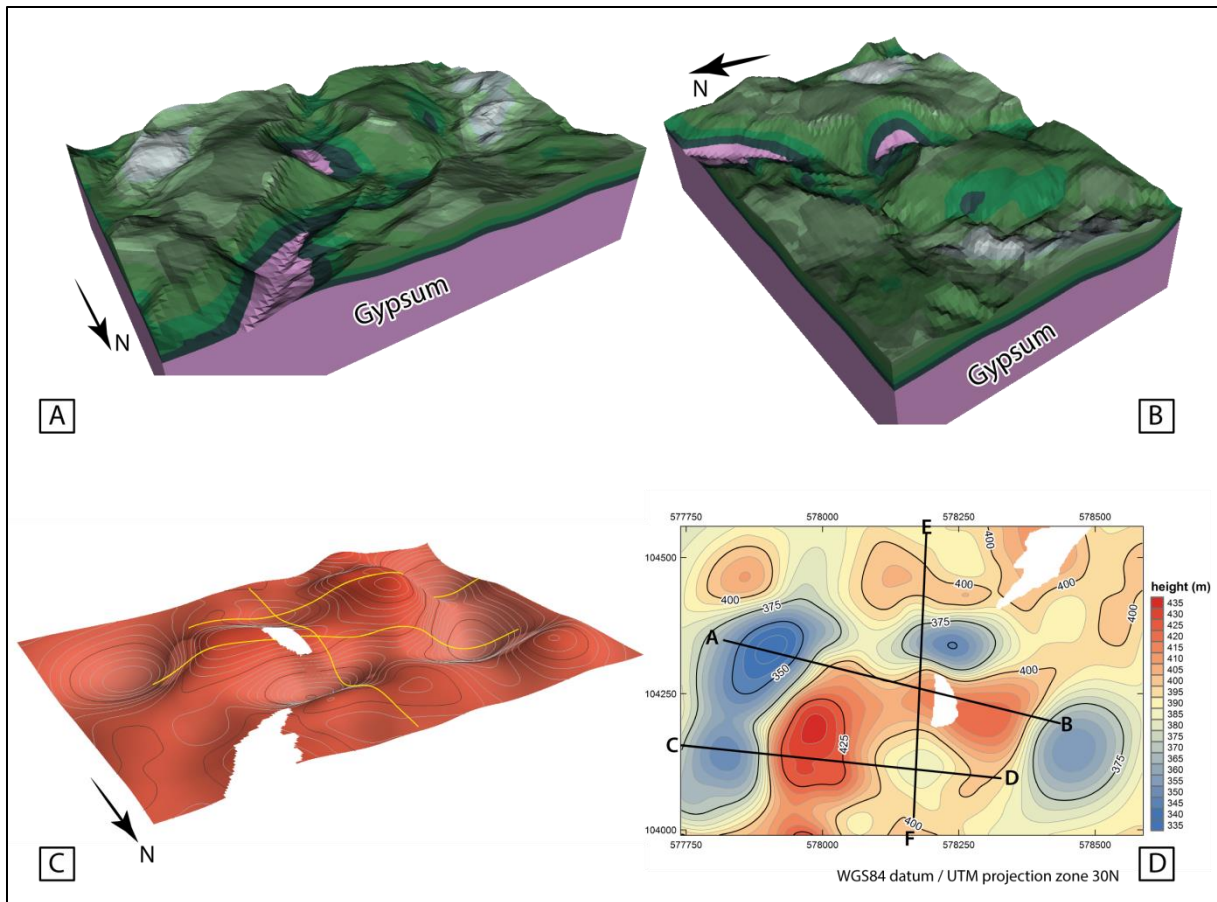 N
Gypsum
A
N
Gypsum
B
N
C
577750
578000
578250
578500
104500
104250
104000
E
400
400
400
400
375
A
375
350
400
425
B
375
C
D
400
F
height (m)
435
430
425
420
415
410
405
400
395
390
385
380
375
370
365
360
355
350
345
340
335
577750
578000
578250
578500
WGS84 datum / UTM projection zone 30N
D